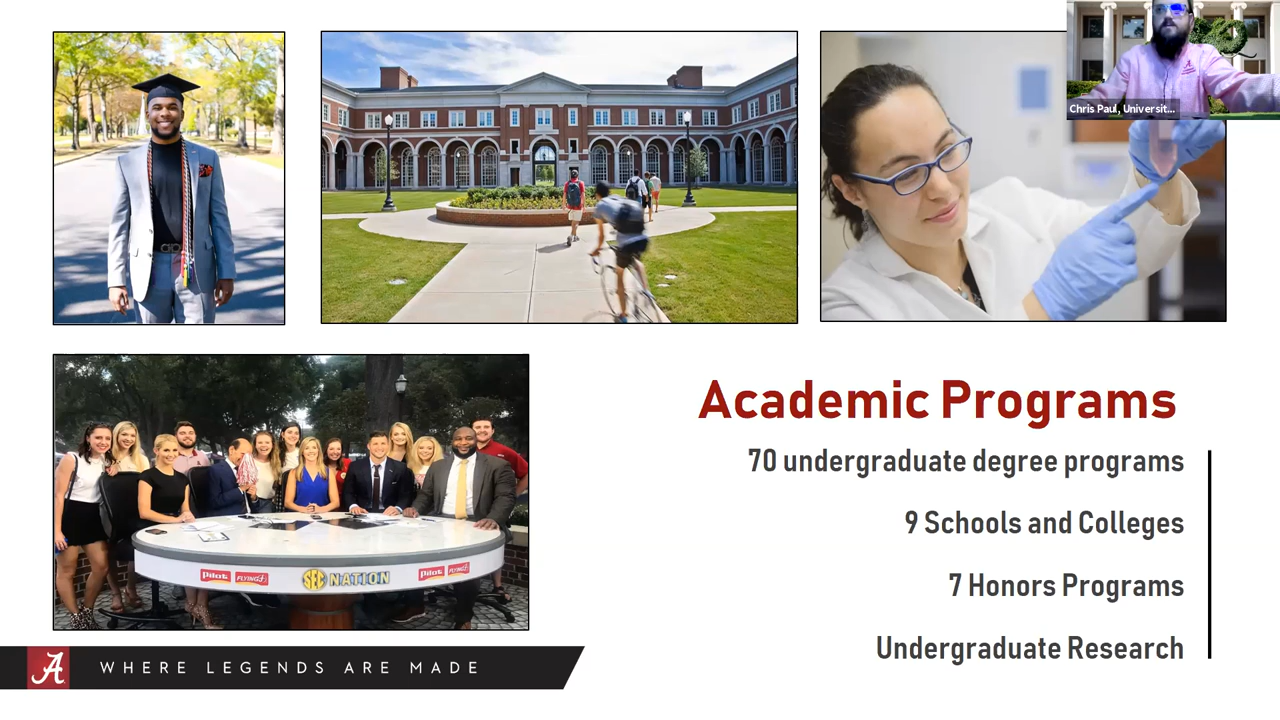 Chris Paul, Universit...
Academic Programs
70 undergraduate degree programs
9 Schools and Colleges
7 Honors Programs
Undergraduate Research
Pilot FLYING J
SEC NATION
Pilot FLYING J
A WHERE LEGENDS ARE MADE